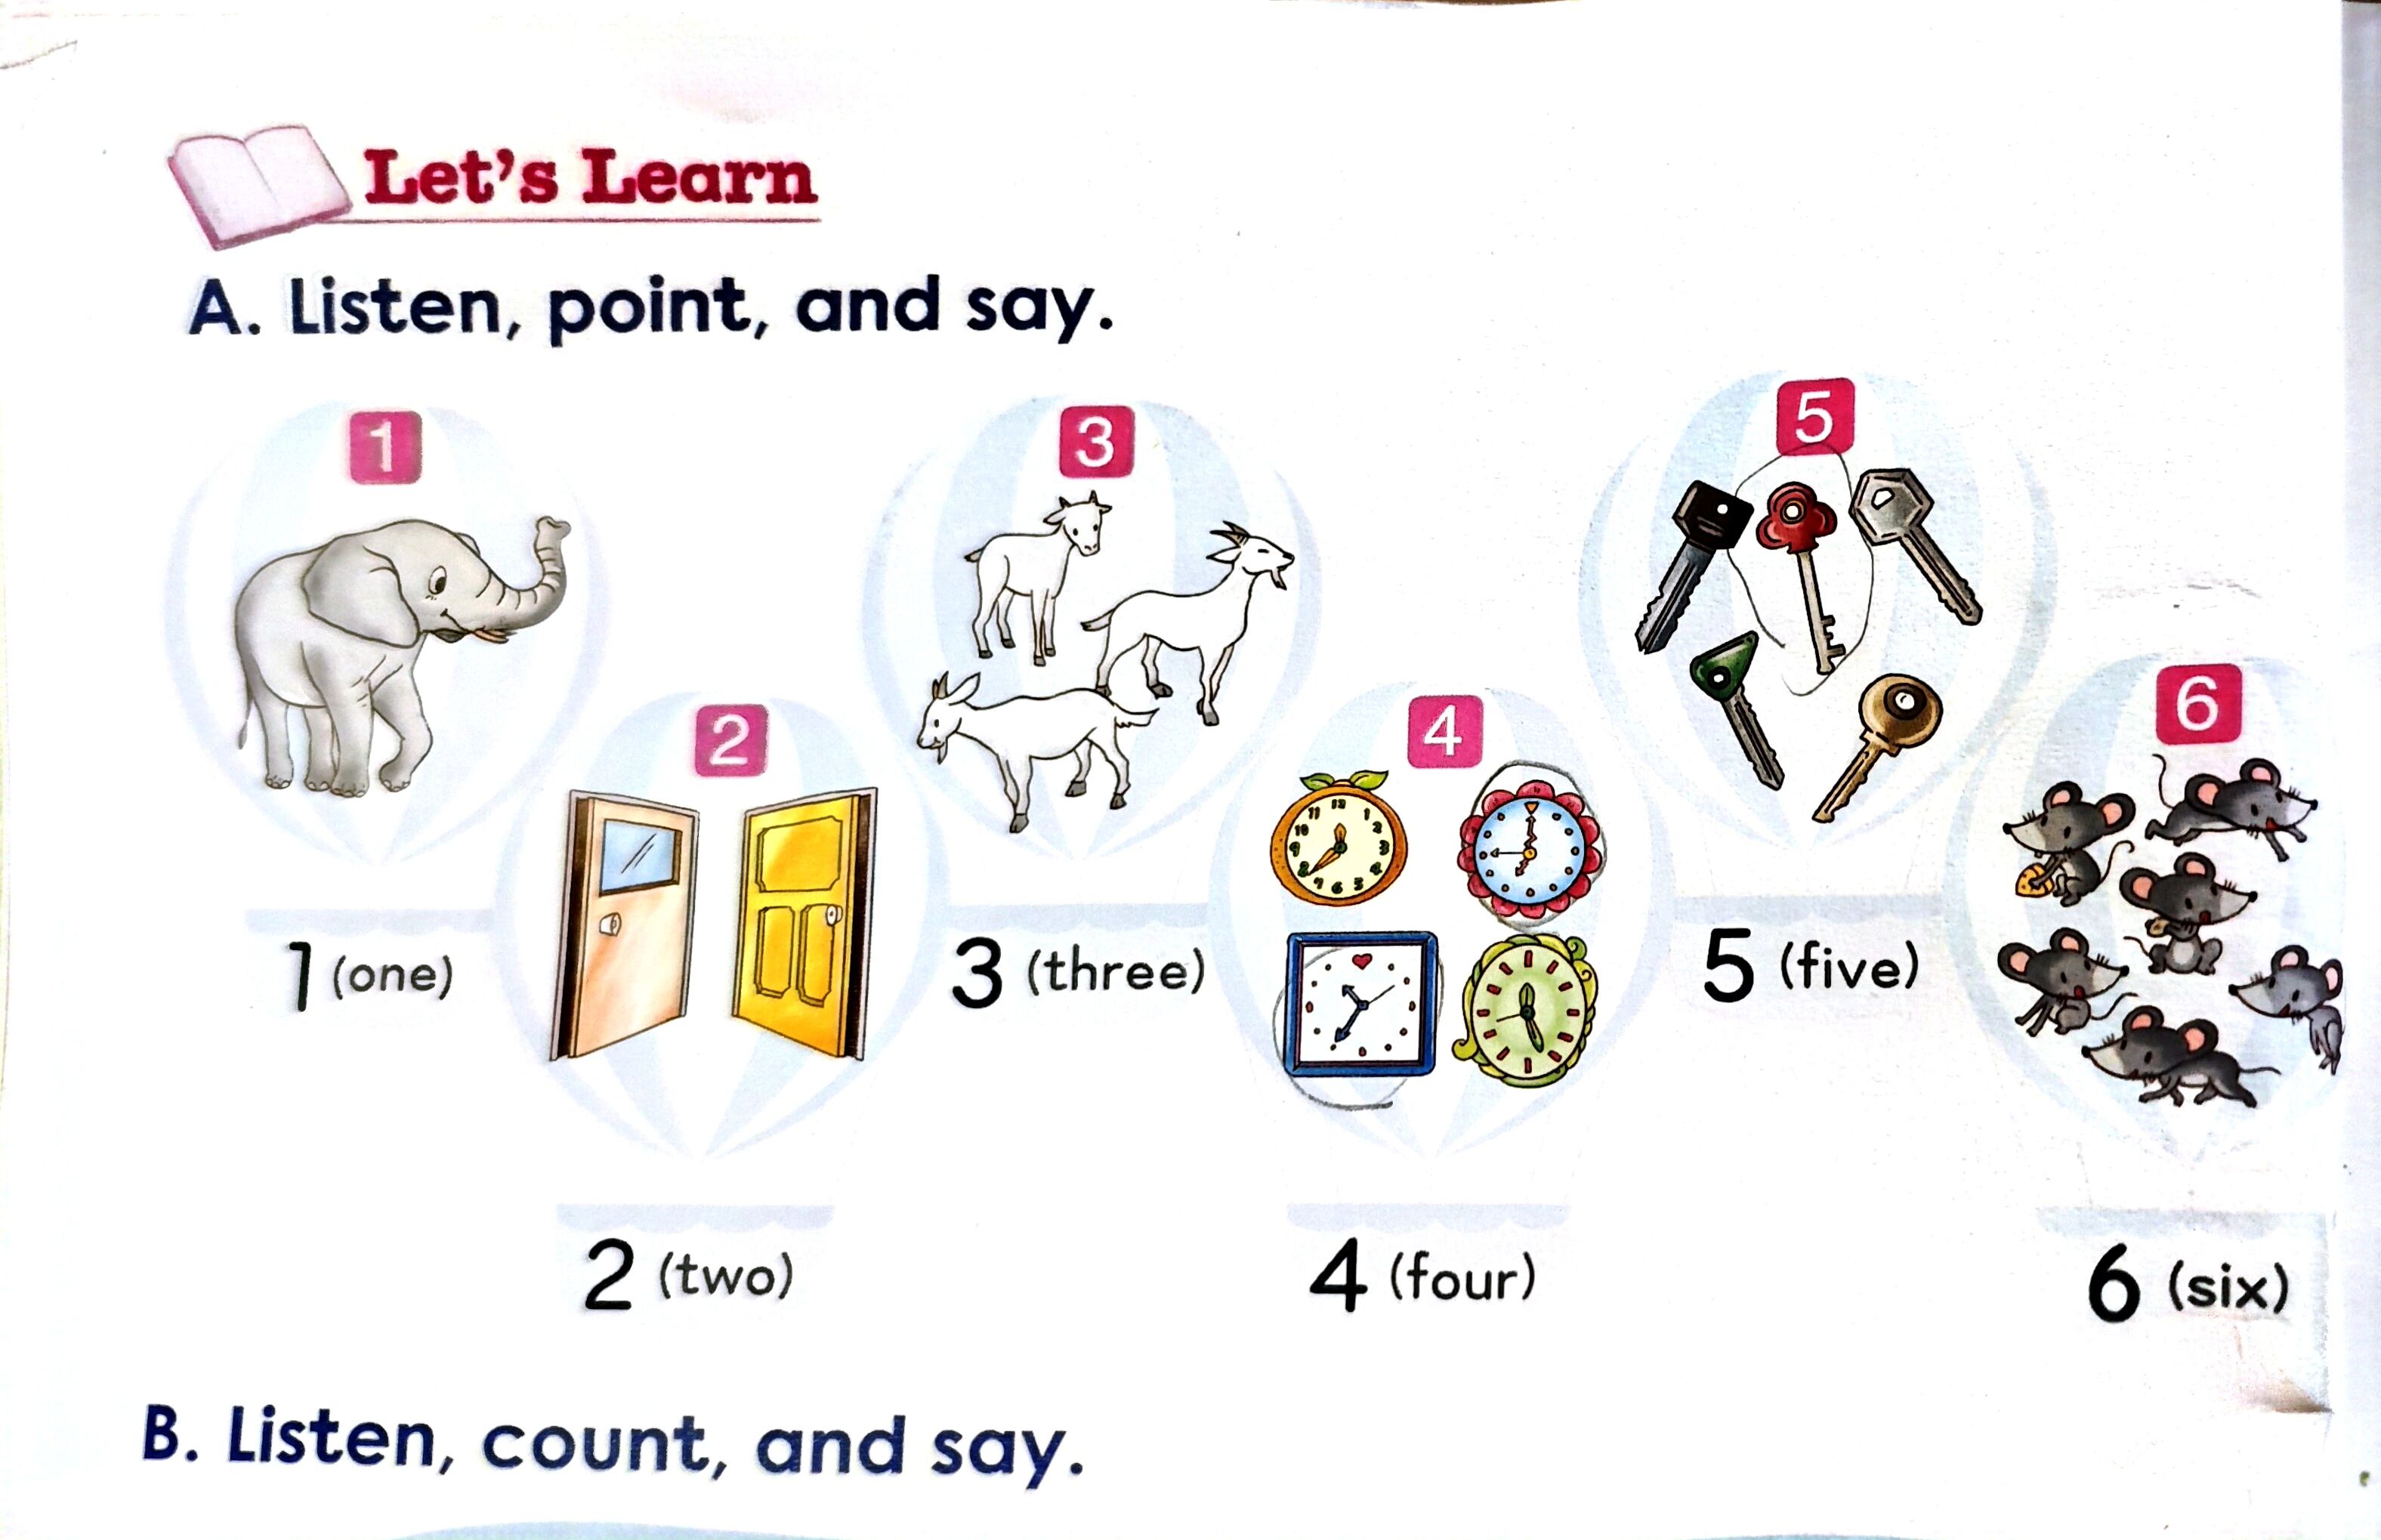 Let's Learn
A. Listen, point, and say.
1
2
3
4
5
6
1 (one)
2 (two)
3 (three)
4 (four)
5 (five)
6 (six)
B. Listen, count, and say.